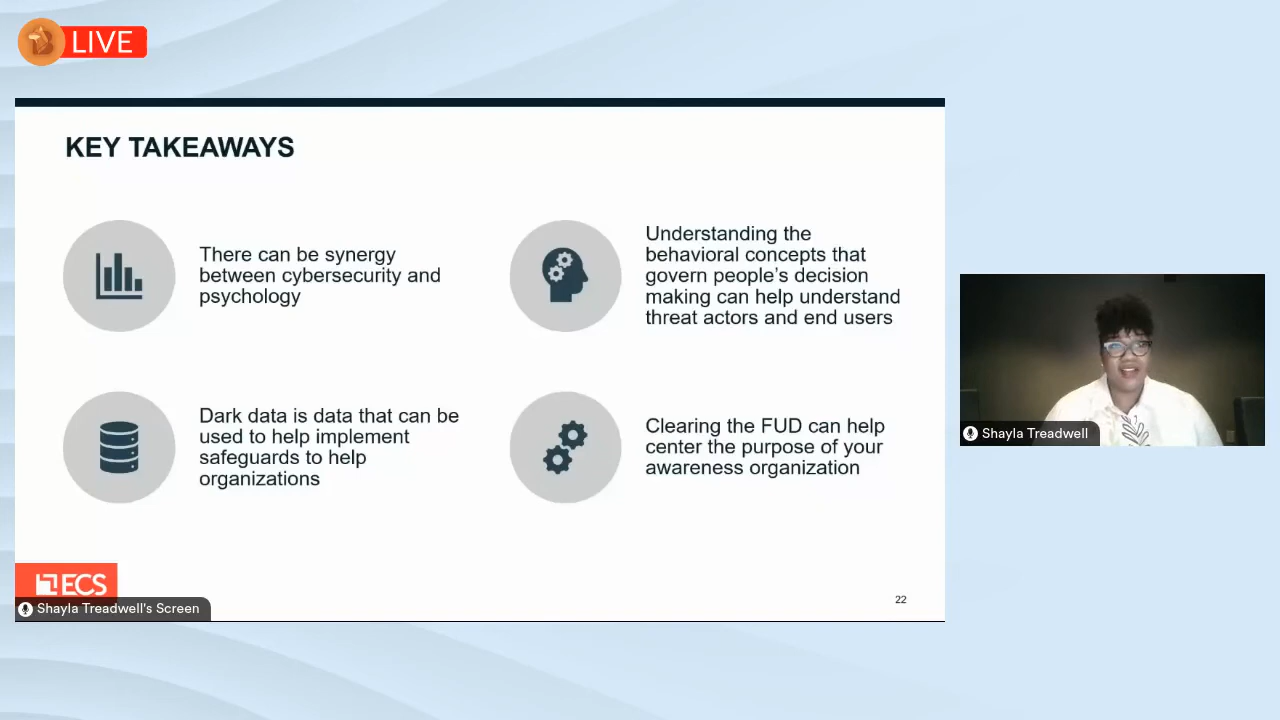 LIVE
KEY TAKEAWAYS
There can be synergy
between cybersecurity and
psychology
Understanding the
behavioral concepts that
govern people's decision
making can help understand
threat actors and end users
Dark data is data that can be
used to help implement
safeguards to help
organizations
Clearing the FUD can help
center the purpose of your
awareness organization
ECS
Shayla Treadwell's Screen
22
Shayla Treadwell